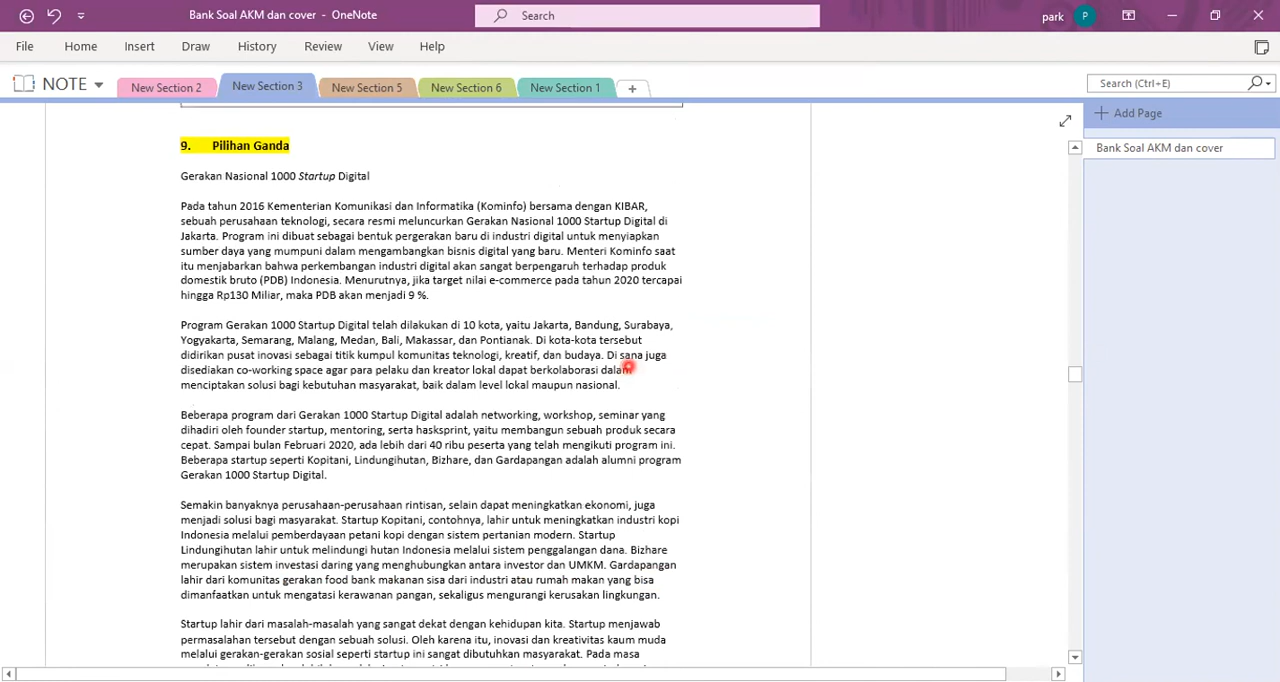 Bank Soal AKM dan cover - OneNote
Search
park
P
File Home Insert Draw History Review View Help
NOTE
New Section 2
New Section 3
New Section 5
New Section 6
New Section 1
+
Search (Ctrl+E)
Add Page
Bank Soal AKM dan cover
9. Pilihan Ganda
Gerakan Nasional 1000 Startup Digital
Pada tahun 2016 Kementerian Komunikasi dan Informatika (Kominfo) bersama dengan KIBAR,
sebuah perusahaan teknologi, secara resmi meluncurkan Gerakan Nasional 1000 Startup Digital di
Jakarta. Program ini dibuat sebagai bentuk pergerakan baru di industri digital untuk menyiapkan
sumber daya yang mumpuni dalam mengambangkan bisnis digital yang baru. Menteri Kominfo saat
itu menjabarkan bahwa perkembangan industri digital akan sangat berpengaruh terhadap produk
domestik bruto (PDB) Indonesia. Menurutnya, jika target nilai e-commerce pada tahun 2020 tercapai
hingga Rp130 Miliar, maka PDB akan menjadi 9 %.
Program Gerakan 1000 Startup Digital telah dilakukan di 10 kota, yaitu Jakarta, Bandung, Surabaya,
Yogyakarta, Semarang, Malang, Medan, Bali, Makassar, dan Pontianak. Di kota-kota tersebut
didirikan pusat inovasi sebagai titik kumpul komunitas teknologi, kreatif, dan budaya. Di sana juga
disediakan co-working space agar para pelaku dan kreator lokal dapat berkolaborasi dalam
menciptakan solusi bagi kebutuhan masyarakat, baik dalam level lokal maupun nasional.
Beberapa program dari Gerakan 1000 Startup Digital adalah networking, workshop, seminar yang
dihadiri oleh founder startup, mentoring, serta hasksprint, yaitu membangun sebuah produk secara
cepat. Sampai bulan Februari 2020, ada lebih dari 40 ribu peserta yang telah mengikuti program ini.
Beberapa startup seperti Kopitani, Lindungihutan, Bizhare, dan Gardapangan adalah alumni program
Gerakan 1000 Startup Digital.
Semakin banyaknya perusahaan-perusahaan rintisan, selain dapat meningkatkan ekonomi, juga
menjadi solusi bagi masyarakat. Startup Kopitani, contohnya, lahir untuk meningkatkan industri kopi
Indonesia melalui pemberdayaan petani kopi dengan sistem pertanian modern. Startup
Lindungihutan lahir untuk melindungi hutan Indonesia melalui sistem penggalangan dana. Bizhare
merupakan sistem investasi daring yang menghubungkan antara investor dan UMKM. Gardapangan
lahir dari komunitas gerakan food bank makanan sisa dari industri atau rumah makan yang bisa
dimanfaatkan untuk mengatasi kerawanan pangan, sekaligus mengurangi kerusakan lingkungan.
Startup lahir dari masalah-masalah yang sangat dekat dengan kehidupan kita. Startup menjawab
permasalahan tersebut dengan sebuah solusi. Oleh karena itu, inovasi dan kreativitas kaum muda
melalui gerakan-gerakan sosial seperti startup ini sangat dibutuhkan masyarakat. Pada masa